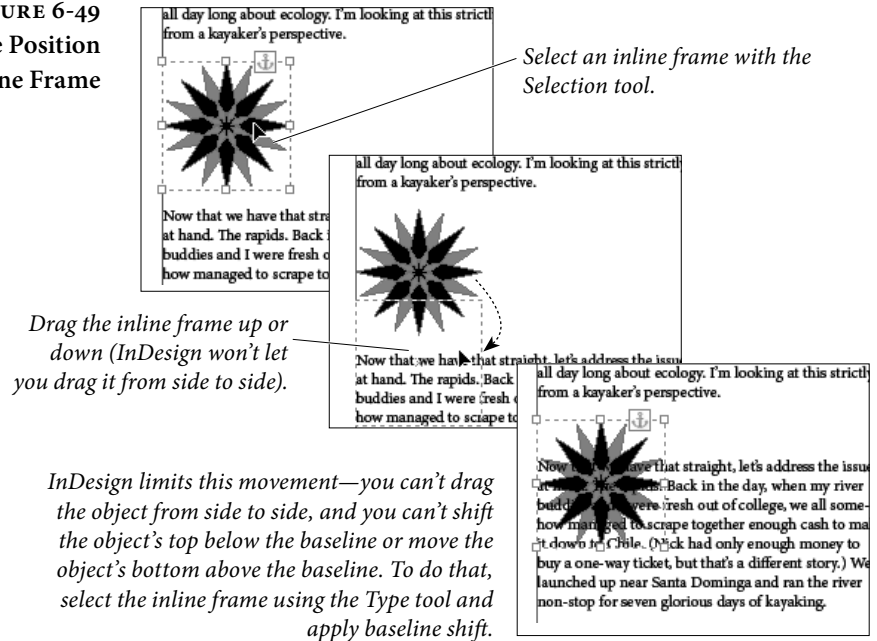 URE 6-49
Position
ne Frame
all day long about ecology. I'm looking at this strictl
from a kayaker's perspective.
Select an inline frame with the
Selection tool.
Now that we have that stra
at hand. The rapids. Back
buddies and I were fresh
how managed to scrape to
all day long about ecology. I'm looking at this strictl
from a kayaker's perspective.
Drag the inline frame up or
down (InDesign won't let
you drag it from side to side).
Now that we have that straight, let's address the issu
at hand. The rapids. Back
buddies and I were fresh
how managed to scrape to
all day long about ecology. I'm looking at this strictly
from a kayaker's perspective.
Now have that straight, let's address the issue
Back in the day, when my river
were fresh out of college, we all some-
how managed to scrape together enough cash to ma
it down to Chile. (Nick had only enough money to
buy a one-way ticket, but that's a different story.) We
launched up near Santa Dominga and ran the river
non-stop for seven glorious days of kayaking.
InDesign limits this movement—you can't drag
the object from side to side, and you can't shift
the object's top below the baseline or move the
object's bottom above the baseline. To do that,
select the inline frame using the Type tool and
apply baseline shift.